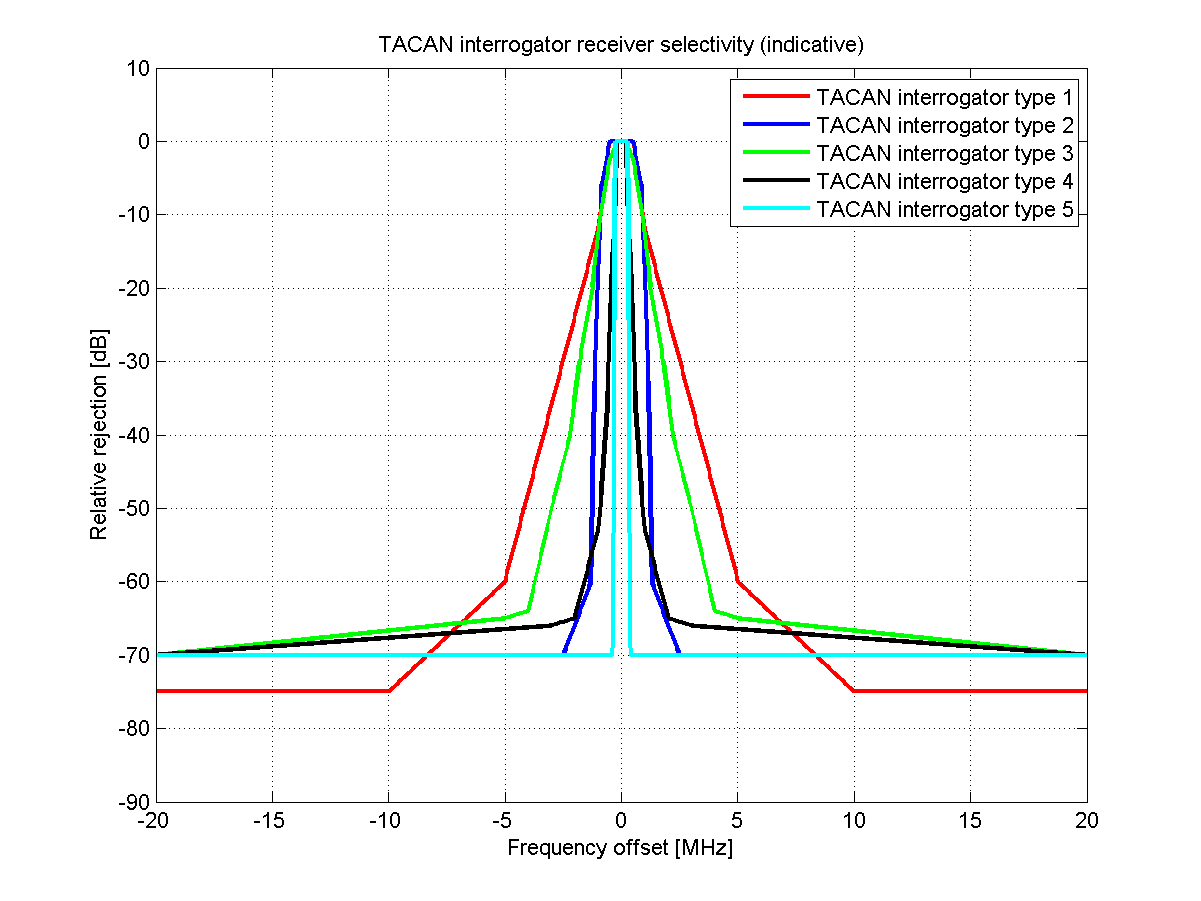 TACAN interrogator receiver selectivity (indicative)
10
0
-10
-20
-30
-40
-50
-60
-70
-80
-90
Relative rejection [dB]
TACAN interrogator type 1
TACAN interrogator type 2
TACAN interrogator type 3
TACAN interrogator type 4
TACAN interrogator type 5
-20 -15 -10 -5 0 5 10 15 20
Frequency offset [MHz]